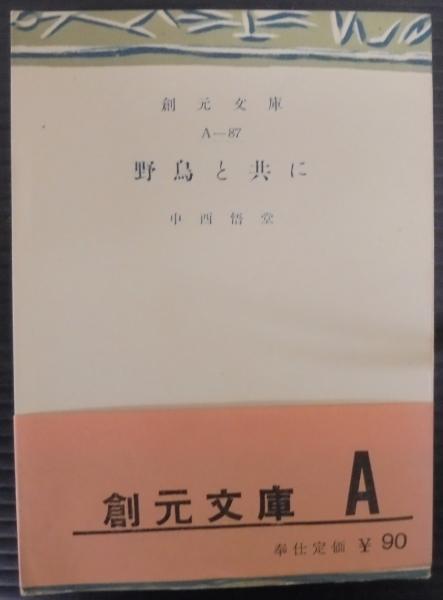 創元文庫
A—87
野鳥と共に
中西悟堂
創元文庫 A
奉仕定価 ¥ 90